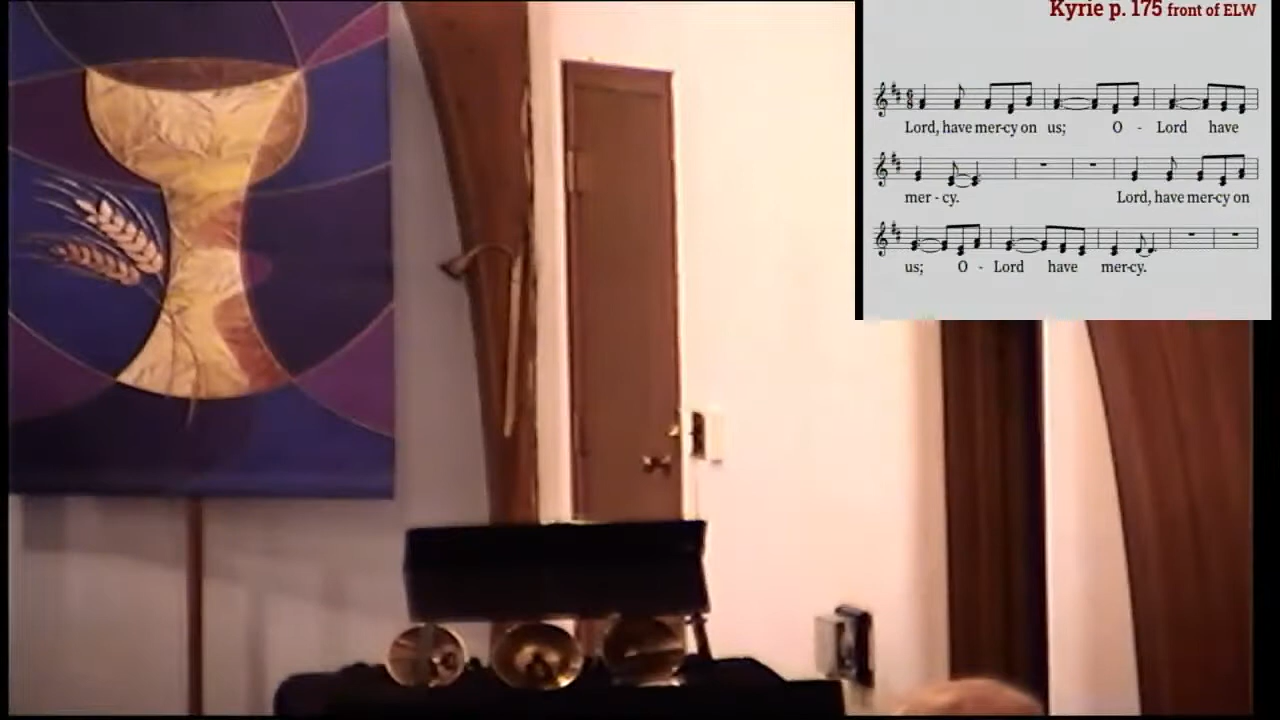 Kyrie p. 175 front of ELW
Lord, have mer-cy on us; O - Lord have
mer - cy. Lord, have mer-cy on
us; O - Lord have mer-cy.